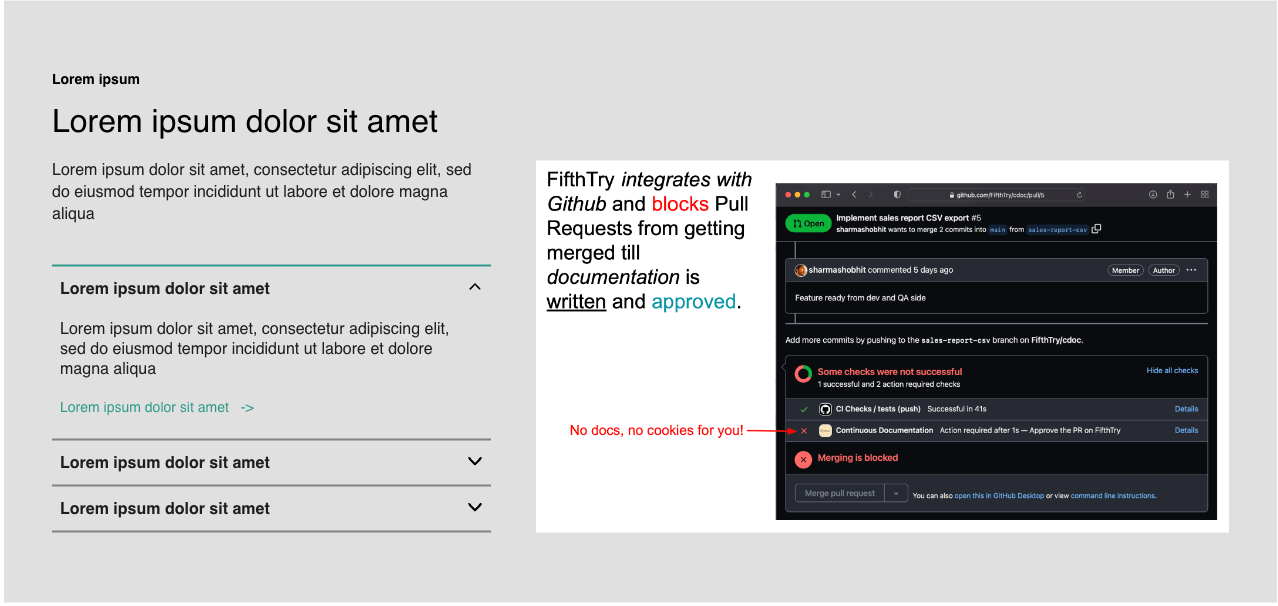 Lorem ipsum
Lorem ipsum dolor sit amet
Lorem ipsum dolor sit amet, consectetur adipiscing elit, sed
do eiusmod tempor incididunt ut labore et dolore magna
aliqua
Lorem ipsum dolor sit amet
Lorem ipsum dolor sit amet, consectetur adipiscing elit,
sed do eiusmod tempor incididunt ut labore et dolore
magna aliqua
Lorem ipsum dolor sit amet ->
Lorem ipsum dolor sit amet
Lorem ipsum dolor sit amet
FifthTry integrates with
Github and blocks Pull
Requests from getting
merged till
documentation is
written and approved.
No docs, no cookies for you!
github.com/FifthTry/cdoc/pull/5
Open
Implement sales report CSV export #5
sharmashobhit wants to merge 2 commits into main from sales-report-csv
sharmashobhit commented 5 days ago
Member Author ...
Feature ready from dev and QA side
Add more commits by pushing to the sales-report-csv branch on FifthTry/cdoc.
Some checks were not successful
Hide all checks
1 successful and 2 action required checks
CI Checks / tests (push) Successful in 41s Details
Continuous Documentation Action required after 1s — Approve the PR on FifthTry Details
Merging is blocked
Merge pull request
You can also open this in GitHub Desktop or view command line instructions.